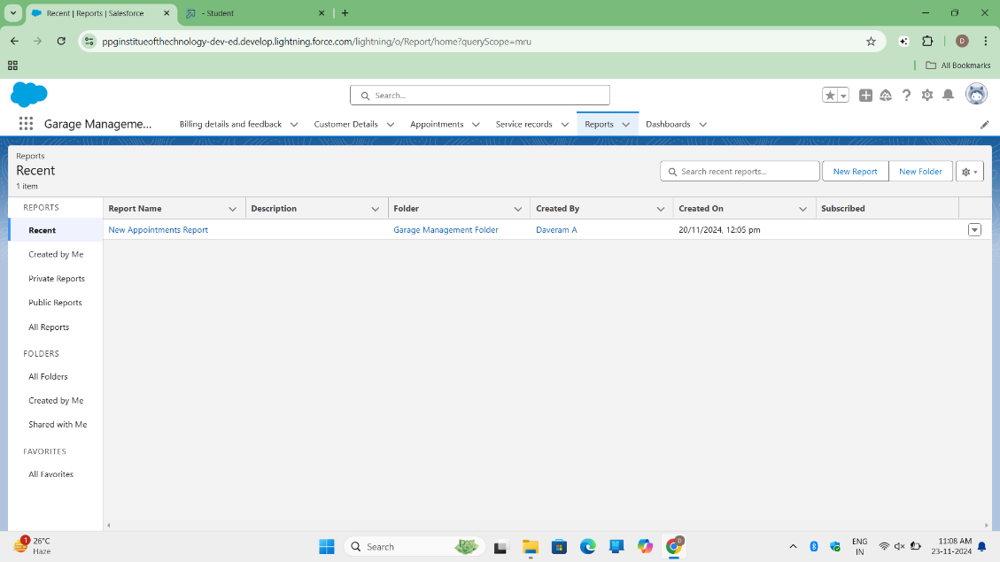 Recent | Reports | Salesforce
- Student
ppginstitueofthechnology-dev-ed.develop.lightning.force.com/lightning/o/Report/home?queryScope=mru
D
All Bookmarks
Search...
Garage Manageme...
Billing details and feedback
Customer Details
Appointments
Service records
Reports
Dashboards
Reports
Recent
1 item
Search recent reports...
New Report
New Folder
REPORTS
Recent
Created by Me
Private Reports
Public Reports
All Reports
FOLDERS
All Folders
Created by Me
Shared with Me
FAVORITES
All Favorites
Report Name Description Folder Created By Created On Subscribed
New Appointments Report Garage Management Folder Daveram A 20/11/2024, 12:05 pm
1
26°C
Haze
Search
D
ENG
IN
11:08 AM
23-11-2024